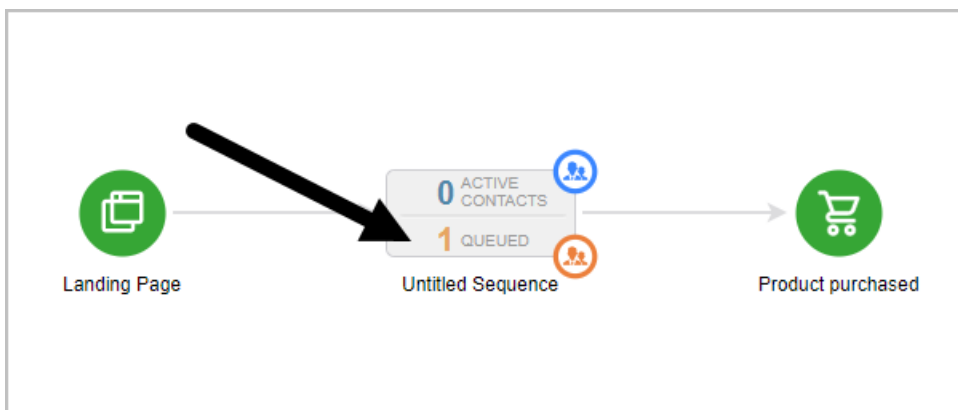 0 ACTIVE
CONTACTS
1 QUEUED
Landing Page
Untitled Sequence
Product purchased